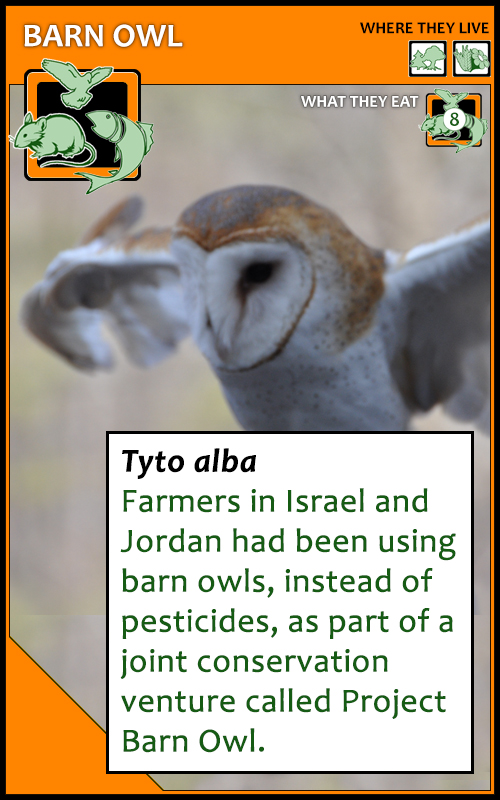 BARN OWL
WHERE THEY LIVE
WHAT THEY EAT
8
Tyto alba
Farmers in Israel and
Jordan had been using
barn owls, instead of
pesticides, as part of a
joint conservation
venture called Project
Barn Owl.